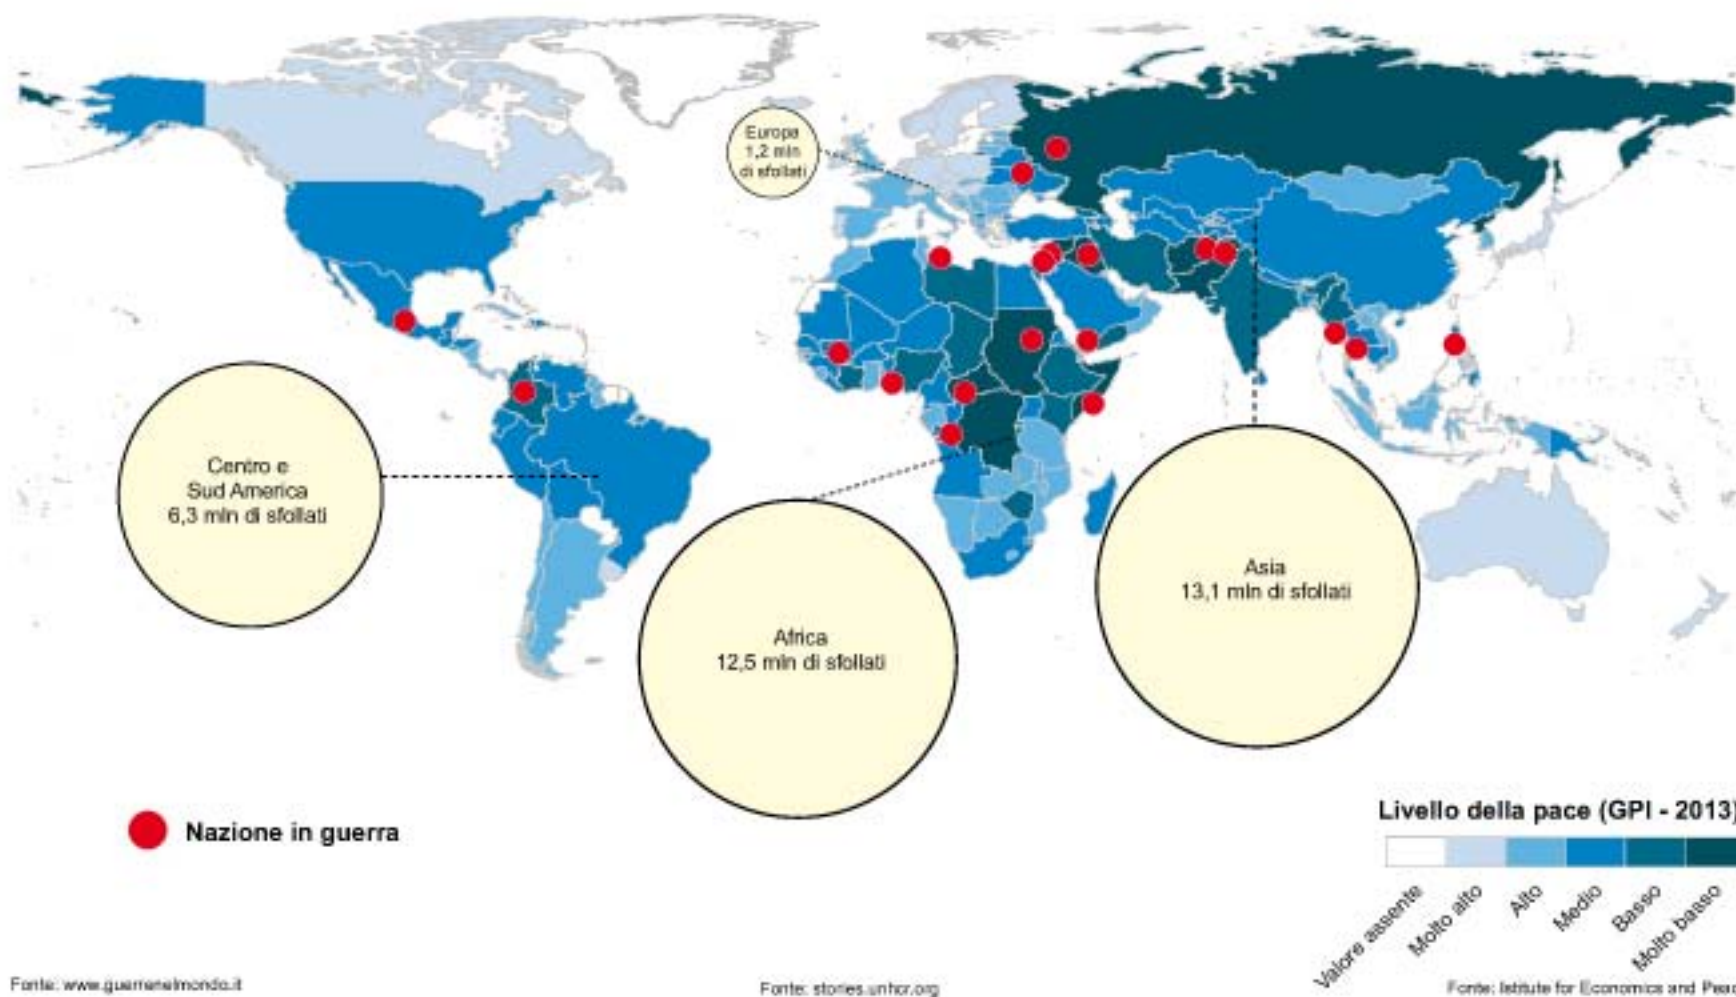 Europa
1,2 mln
di sfollati
Centro e
Sud America
6,3 mln di sfollati
Africa
12,5 mln di sfollati
Asia
13,1 mln di sfollati
Nazione in guerra
Livello della pace (GPI - 2013)
Valore assente
Molto alto
Alto
Medio
Basso
Molto basso
Fonte: www.guerrenelmondo.it
Fonte: stories.unhcr.org
Fonte: Istitute for Economics and Peac